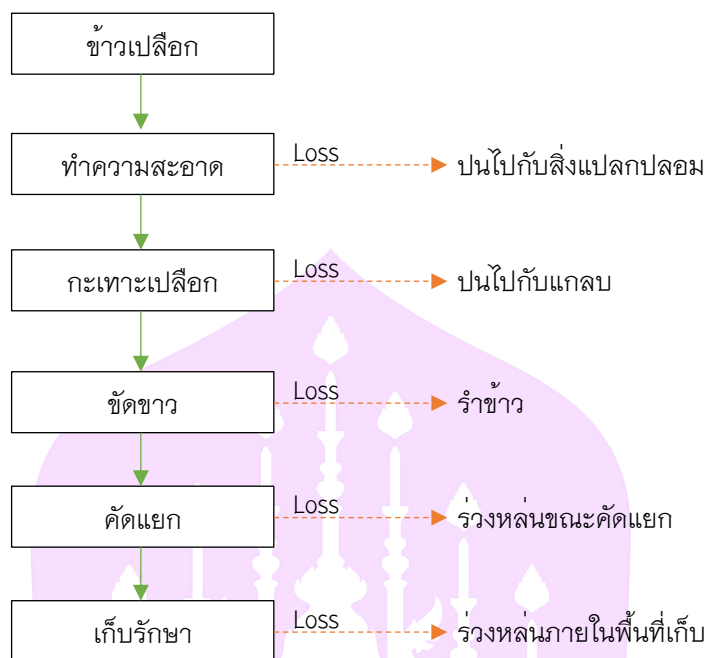 ข้าวเปลือก
ทำความสะอาด Loss ปนไปกับสิ่งแปลกปลอม
กะเทาะเปลือก Loss ปนไปกับแกลบ
ขัดขาว Loss รำข้าว
คัดแยก Loss ร่วงหล่นขณะคัดแยก
เก็บรักษา Loss ร่วงหล่นภายในพื้นที่เก็บ